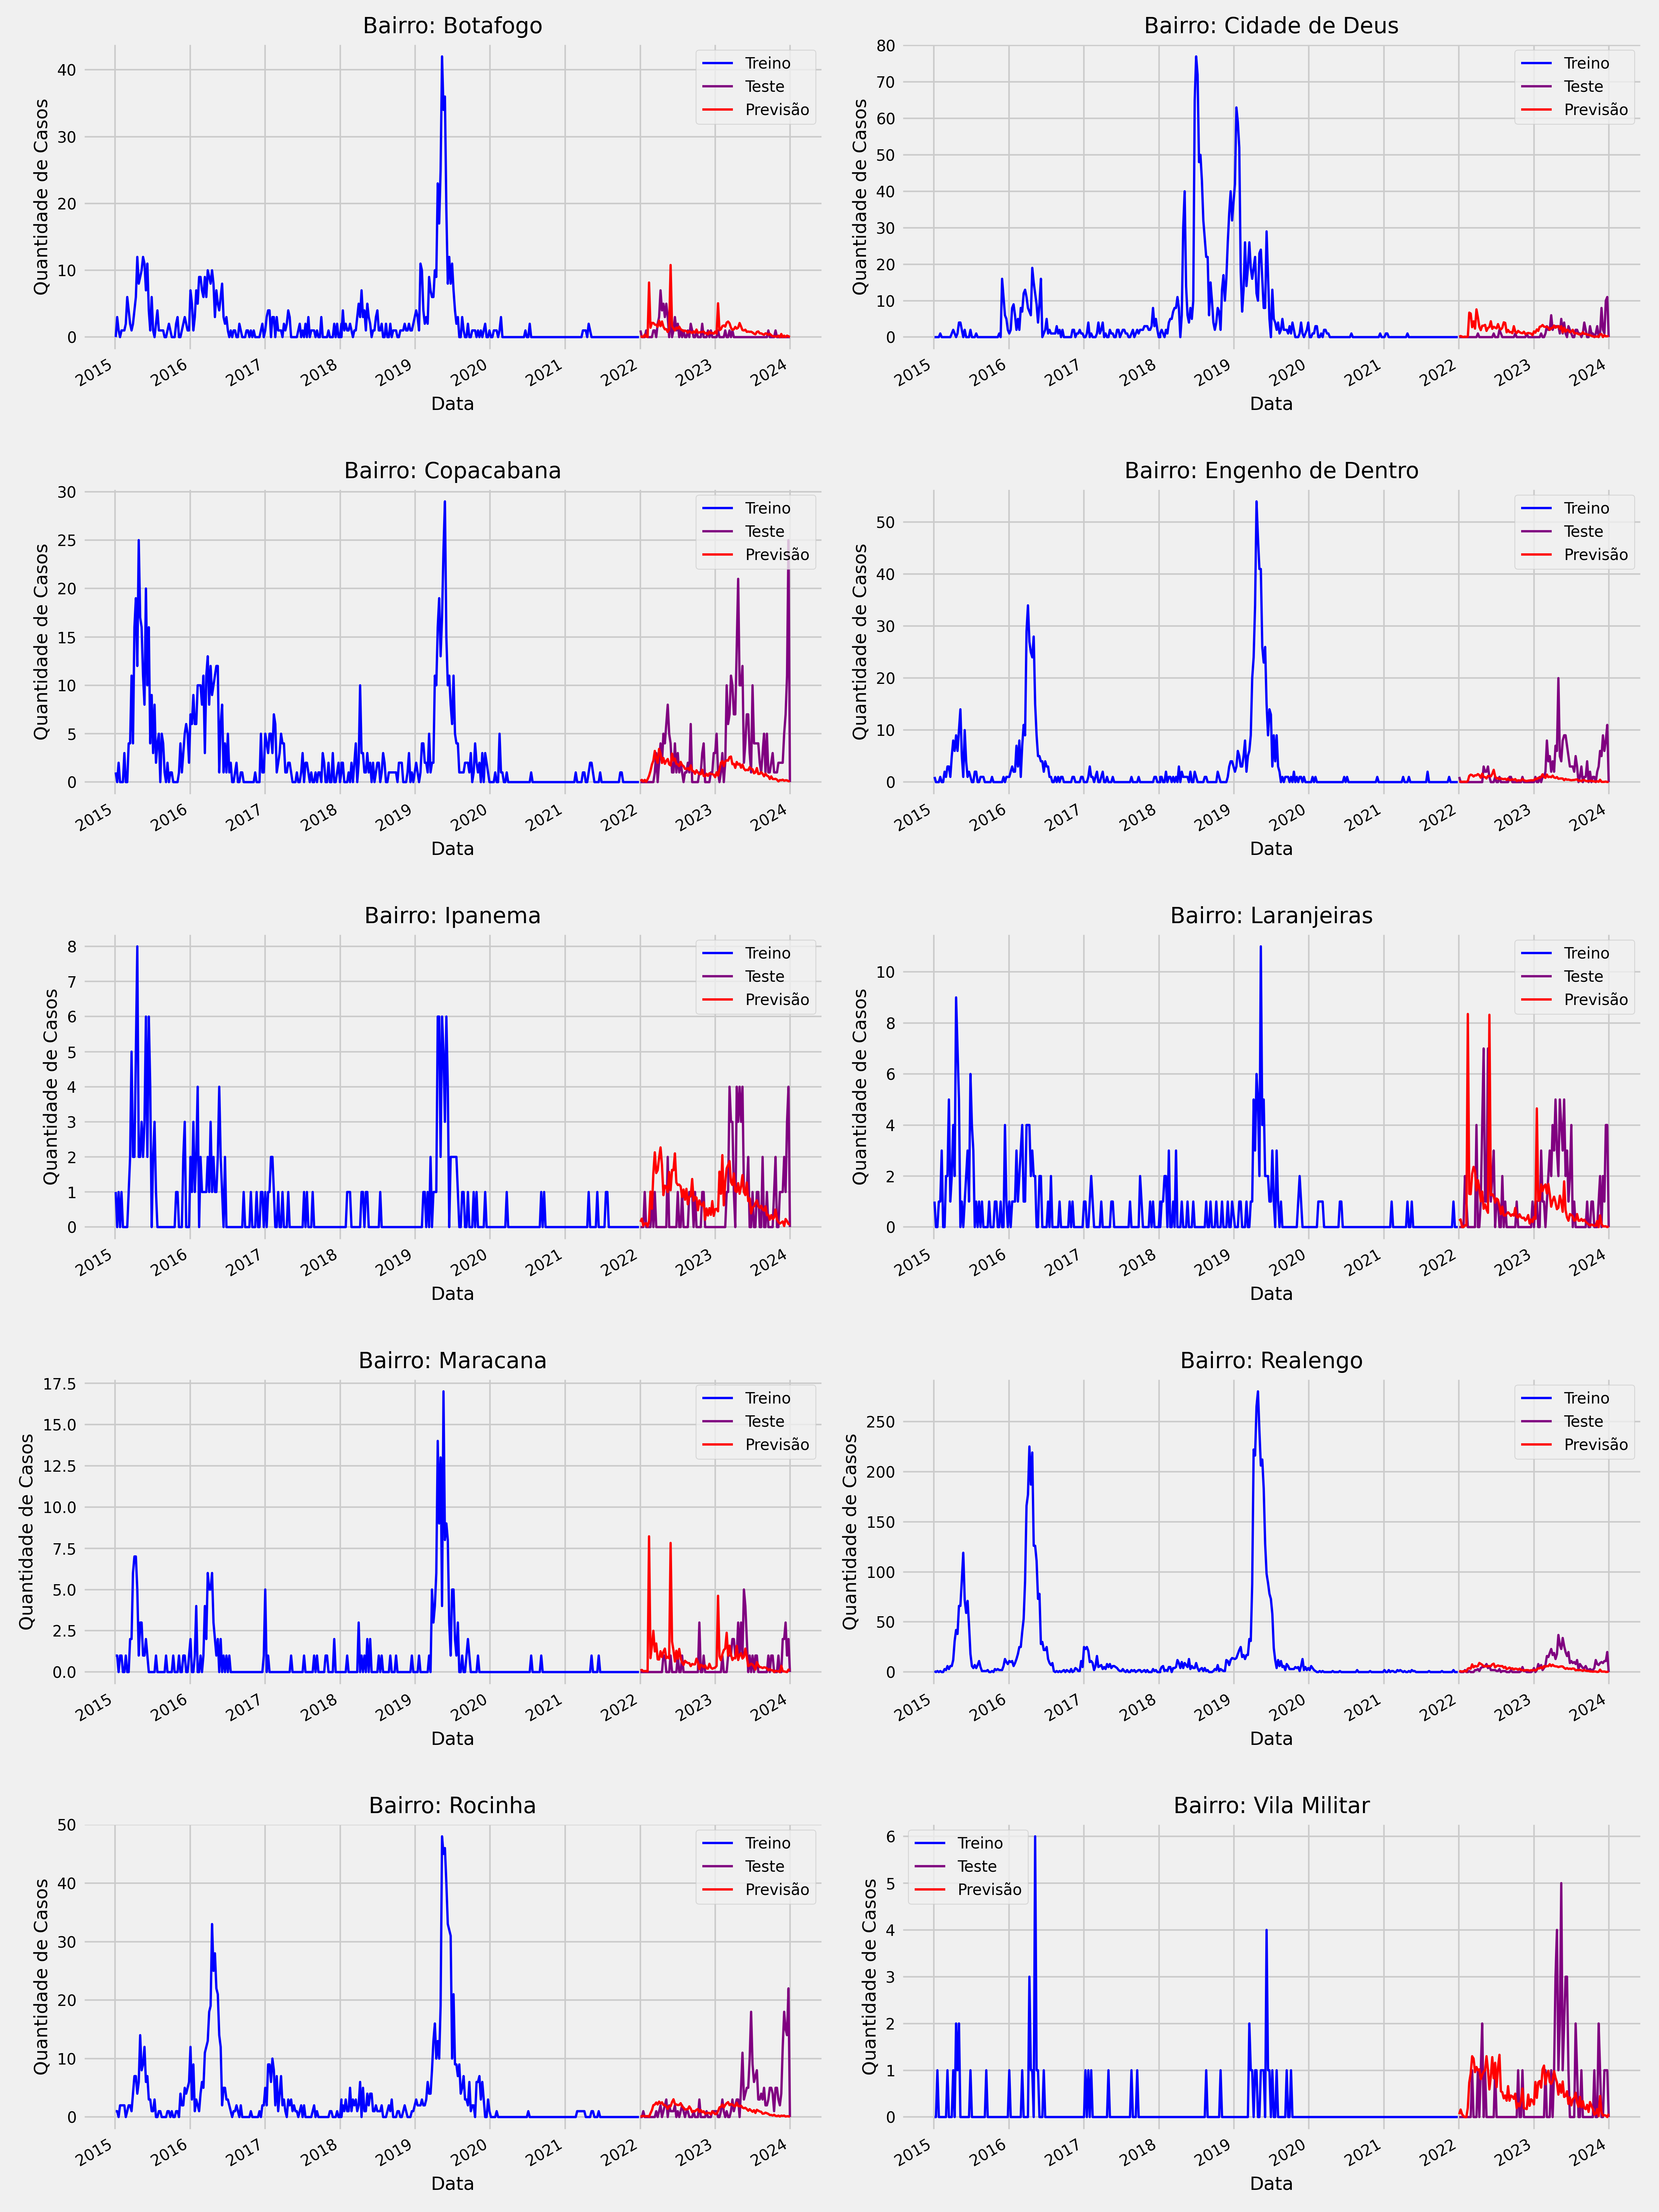 Bairro: Botafogo
Quantidade de Casos
40
30
20
10
0
Treino
Teste
Previsão
2015 2016 2017 2018 2019 2020 2021 2022 2023 2024
Data
Bairro: Cidade de Deus
Quantidade de Casos
80
70
60
50
40
30
20
10
0
Treino
Teste
Previsão
2015 2016 2017 2018 2019 2020 2021 2022 2023 2024
Data
Bairro: Copacabana
Quantidade de Casos
30
25
20
15
10
5
0
Treino
Teste
Previsão
2015 2016 2017 2018 2019 2020 2021 2022 2023 2024
Data
Bairro: Engenho de Dentro
Quantidade de Casos
50
40
30
20
10
0
Treino
Teste
Previsão
2015 2016 2017 2018 2019 2020 2021 2022 2023 2024
Data
Bairro: Ipanema
Quantidade de Casos
8
7
6
5
4
3
2
1
0
Treino
Teste
Previsão
2015 2016 2017 2018 2019 2020 2021 2022 2023 2024
Data
Bairro: Laranjeiras
Quantidade de Casos
10
8
6
4
2
0
Treino
Teste
Previsão
2015 2016 2017 2018 2019 2020 2021 2022 2023 2024
Data
Bairro: Maracana
Quantidade de Casos
17.5
15.0
12.5
10.0
7.5
5.0
2.5
0.0
Treino
Teste
Previsão
2015 2016 2017 2018 2019 2020 2021 2022 2023 2024
Data
Bairro: Realengo
Quantidade de Casos
250
200
150
100
50
0
Treino
Teste
Previsão
2015 2016 2017 2018 2019 2020 2021 2022 2023 2024
Data
Bairro: Rocinha
Quantidade de Casos
50
40
30
20
10
0
Treino
Teste
Previsão
2015 2016 2017 2018 2019 2020 2021 2022 2023 2024
Data
Bairro: Vila Militar
Quantidade de Casos
6
5
4
3
2
1
0
Treino
Teste
Previsão
2015 2016 2017 2018 2019 2020 2021 2022 2023 2024
Data